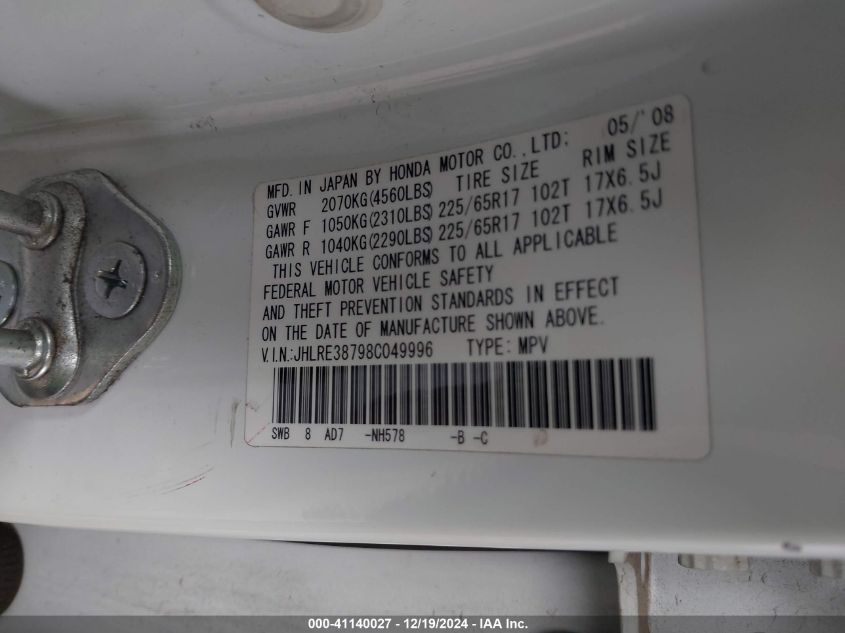 MFD. IN JAPAN BY HONDA MOTOR CO., LTD: 05/'08
GVWR 2070KG(4560LBS) TIRE SIZE RIM SIZE
GAWR F 1050KG(2310LBS) 225/65R17 102T 17X6.5J
GAWR R 1040KG(2290LBS) 225/65R17 102T 17X6.5J
THIS VEHICLE CONFORMS TO ALL APPLICABLE
FEDERAL MOTOR VEHICLE SAFETY
AND THEFT PREVENTION STANDARDS IN EFFECT
ON THE DATE OF MANUFACTURE SHOWN ABOVE.
V.I.N.:JHLRE38798C049996 TYPE: MPV
SWB 8 AD7 -NH578 -B -C
000-41140027 - 12/19/2024 - IAA Inc.